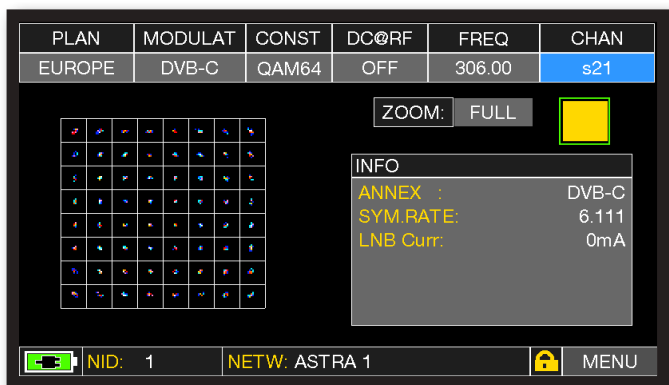 PLAN MODULAT CONST DC@RF FREQ CHAN
EUROPE DVB-C QAM64 OFF 306.00 s21
ZOOM: FULL
INFO
ANNEX : DVB-C
SYM.RATE: 6.111
LNB Curr: 0mA
NID: 1 NETW: ASTRA 1 MENU